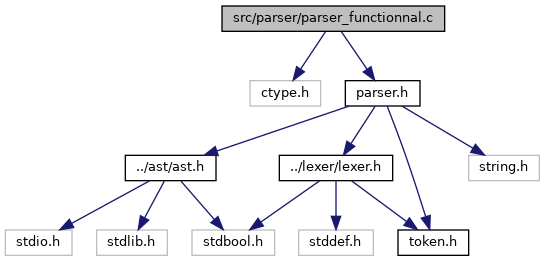 src/parser/parser_functionnal.c
ctype.h
parser.h
../ast/ast.h
../lexer/lexer.h
string.h
stdio.h
stdlib.h
stdbool.h
stddef.h
token.h